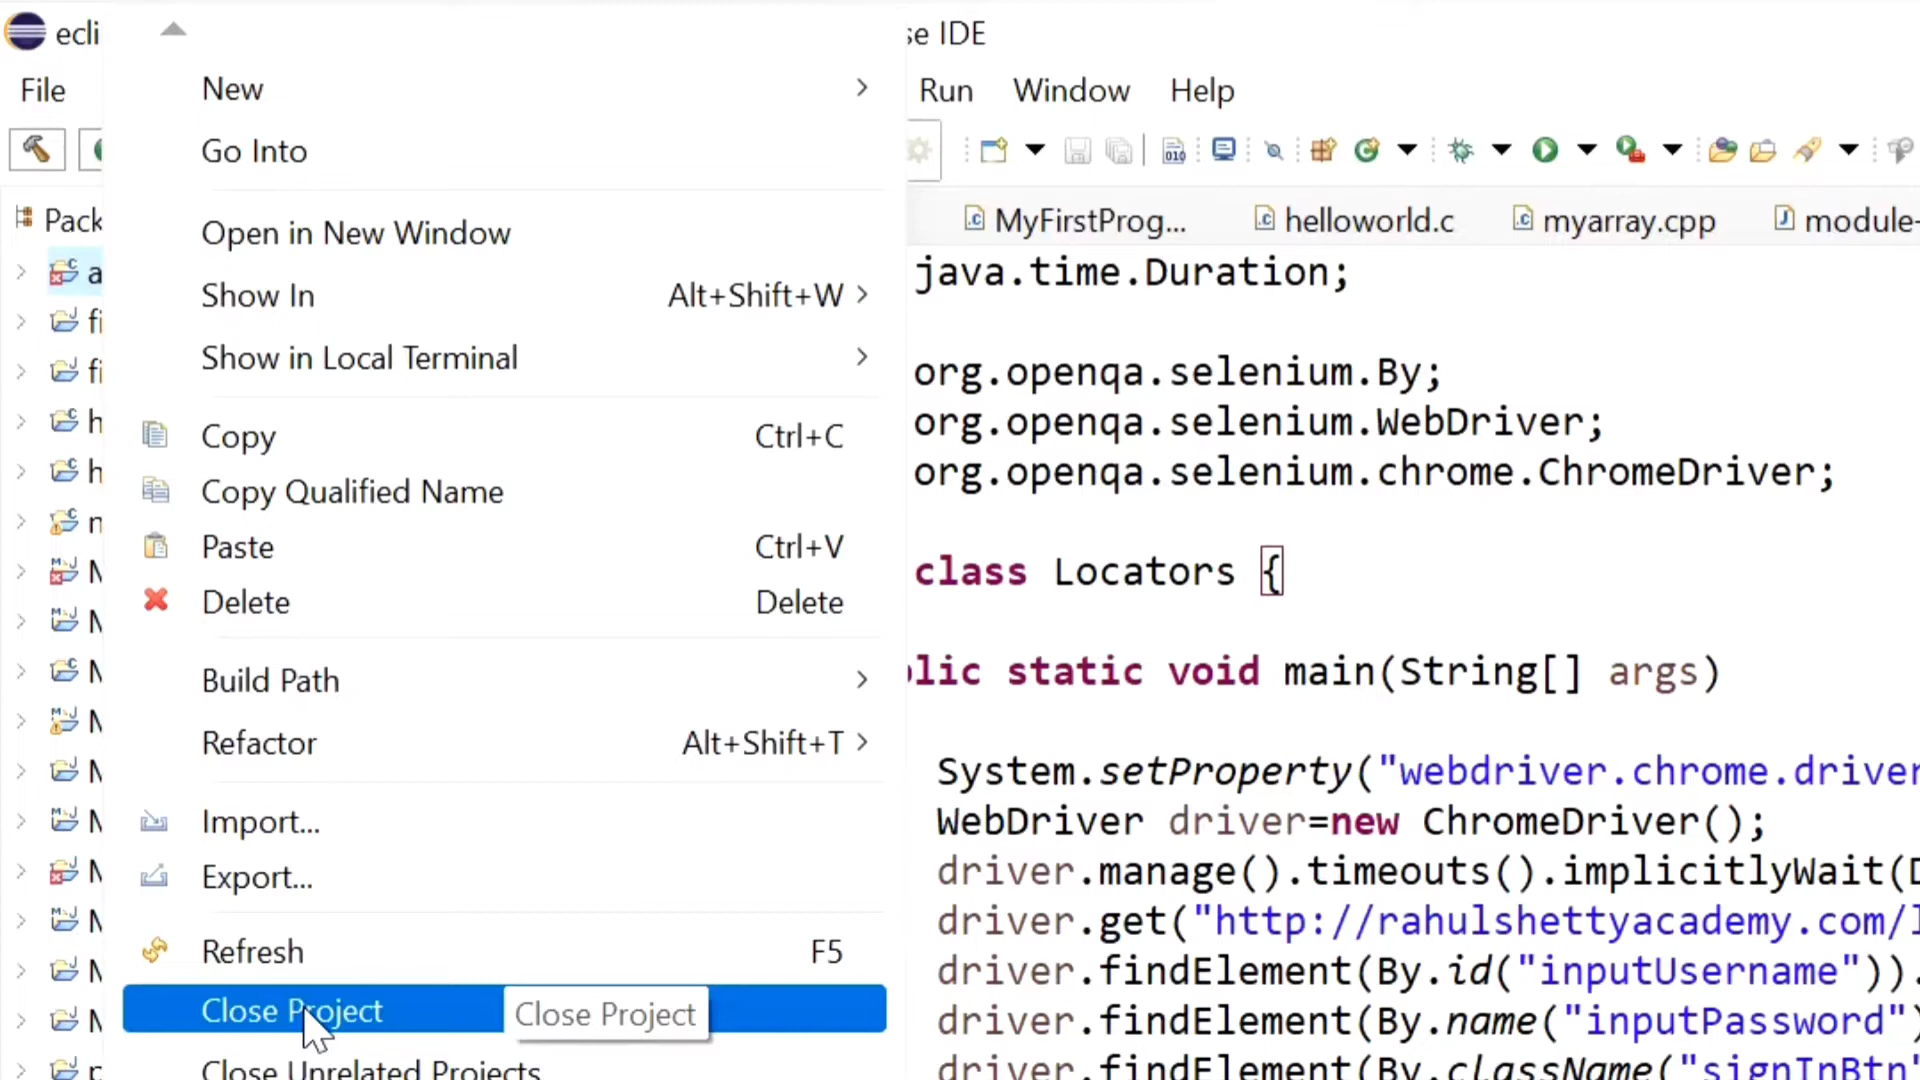 ecli
se IDE
File
Run Window Help
Pack
a
fi
fi
h
h
n
New
Go Into
Open in New Window
Show In Alt+Shift+W
Show in Local Terminal
Copy Ctrl+C
Copy Qualified Name
Paste Ctrl+V
Delete Delete
Build Path
Refactor Alt+Shift+T
Import...
Export...
Refresh F5
Close Project
Close Project
Close Unrelated Projects
MyFirstProg... helloworld.c myarray.cpp module-
java.time.Duration;
org.openqa.selenium.By;
org.openqa.selenium.WebDriver;
org.openqa.selenium.chrome.ChromeDriver;
class Locators {
blic static void main(String[] args)
System.setProperty("webdriver.chrome.driver
WebDriver driver=new ChromeDriver();
driver.manage().timeouts().implicitlyWait(D
driver.get("http://rahulshettyacademy.com/l
driver.findElement(By.id("inputUsername")).
driver.findElement(By.name("inputPassword")
driver.findElement(By.className("signInBtn"